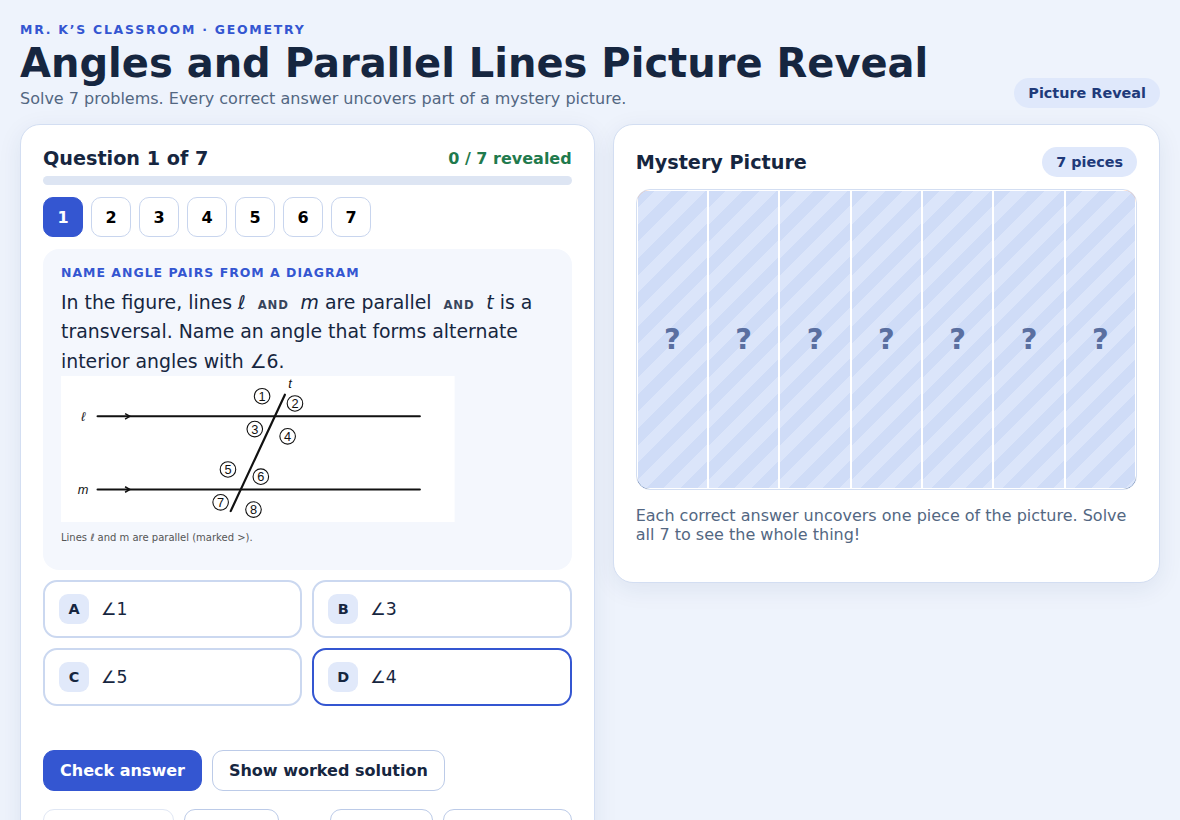 MR. K’S CLASSROOM · GEOMETRY
Angles and Parallel Lines Picture Reveal
Solve 7 problems. Every correct answer uncovers part of a mystery picture.
Picture Reveal
Question 1 of 7
0 / 7 revealed
1 2 3 4 5 6 7
NAME ANGLE PAIRS FROM A DIAGRAM
In the figure, lines ℓ AND m are parallel AND t is a
transversal. Name an angle that forms alternate
interior angles with ∠6.
t
1
2
ℓ
3
4
5
6
m
7
8
Lines ℓ and m are parallel (marked >).
A ∠1
B ∠3
C ∠5
D ∠4
Check answer
Show worked solution
Mystery Picture
7 pieces
? ? ? ? ? ? ?
Each correct answer uncovers one piece of the picture. Solve
all 7 to see the whole thing!